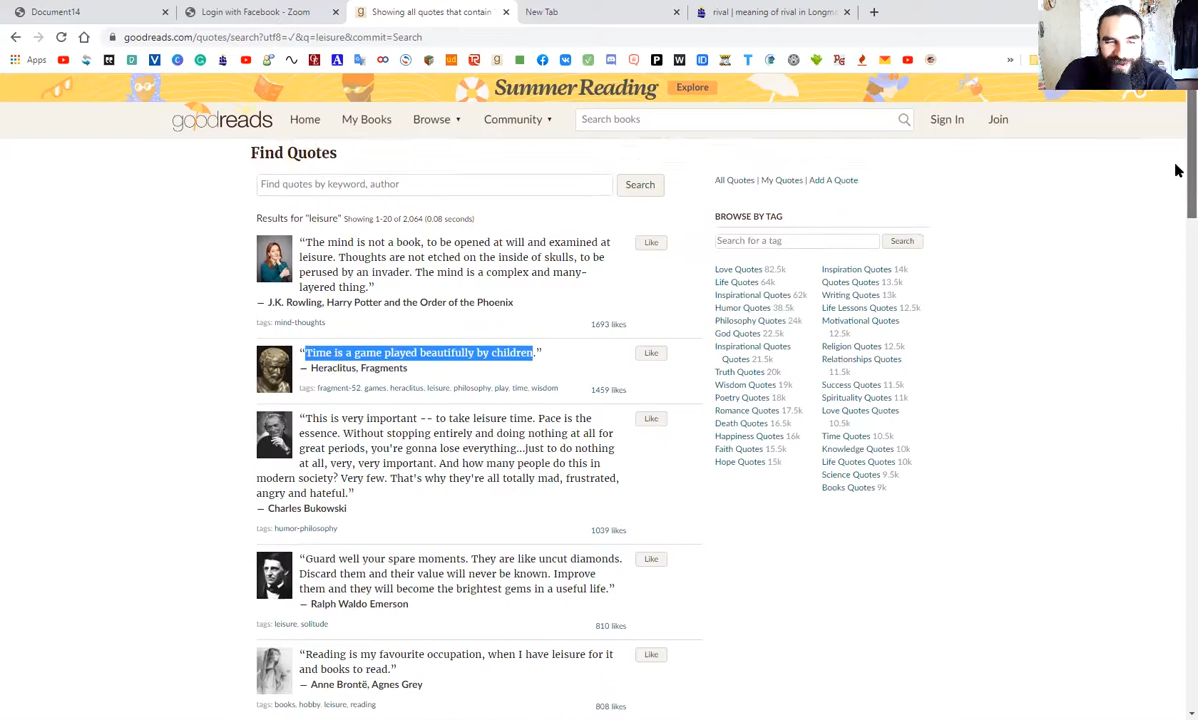 Document14
Login with Facebook - Zoom
Showing all quotes that contain '
New Tab
rival | meaning of rival in Longm
goodreads.com/quotes/search?utf8=✓&q=leisure&commit=Search
Apps
Summer Reading Explore
goodreads Home My Books Browse Community Search books Sign In Join
Find Quotes
Find quotes by keyword, author Search
Results for "leisure" Showing 1-20 of 2,064 (0.08 seconds)
“The mind is not a book, to be opened at will and examined at
leisure. Thoughts are not etched on the inside of skulls, to be
perused by an invader. The mind is a complex and many-
layered thing.”
― J.K. Rowling, Harry Potter and the Order of the Phoenix
tags: mind-thoughts
1693 likes
Like
“Time is a game played beautifully by children.”
― Heraclitus, Fragments
tags: fragment-52, games, heraclitus, leisure, philosophy, play, time, wisdom
1459 likes
Like
“This is very important -- to take leisure time. Pace is the
essence. Without stopping entirely and doing nothing at all for
great periods, you're gonna lose everything...just to do nothing
at all, very, very important. And how many people do this in
modern society? Very few. That's why they're all totally mad, frustrated,
angry and hateful.”
― Charles Bukowski
tags: humor-philosophy
1039 likes
Like
“Guard well your spare moments. They are like uncut diamonds.
Discard them and their value will never be known. Improve
them and they will become the brightest gems in a useful life.”
― Ralph Waldo Emerson
tags: leisure, solitude
810 likes
Like
“Reading is my favourite occupation, when I have leisure for it
and books to read.”
― Anne Brontë, Agnes Grey
tags: books, hobby, leisure, reading
808 likes
Like
All Quotes | My Quotes | Add A Quote
BROWSE BY TAG
Search for a tag Search
Love Quotes 82.5k
Life Quotes 64k
Inspirational Quotes 62k
Humor Quotes 38.5k
Philosophy Quotes 24k
God Quotes 22.5k
Inspirational Quotes
Quotes 21.5k
Truth Quotes 20k
Wisdom Quotes 19k
Poetry Quotes 18k
Romance Quotes 17.5k
Death Quotes 16.5k
Happiness Quotes 16k
Faith Quotes 15.5k
Hope Quotes 15k
Inspiration Quotes 14k
Quotes Quotes 13.5k
Writing Quotes 13k
Life Lessons Quotes 12.5k
Motivational Quotes
12.5k
Religion Quotes 12.5k
Relationships Quotes
11.5k
Success Quotes 11.5k
Spirituality Quotes 11k
Love Quotes Quotes
10.5k
Time Quotes 10.5k
Knowledge Quotes 10k
Life Quotes Quotes 10k
Science Quotes 9.5k
Books Quotes 9k